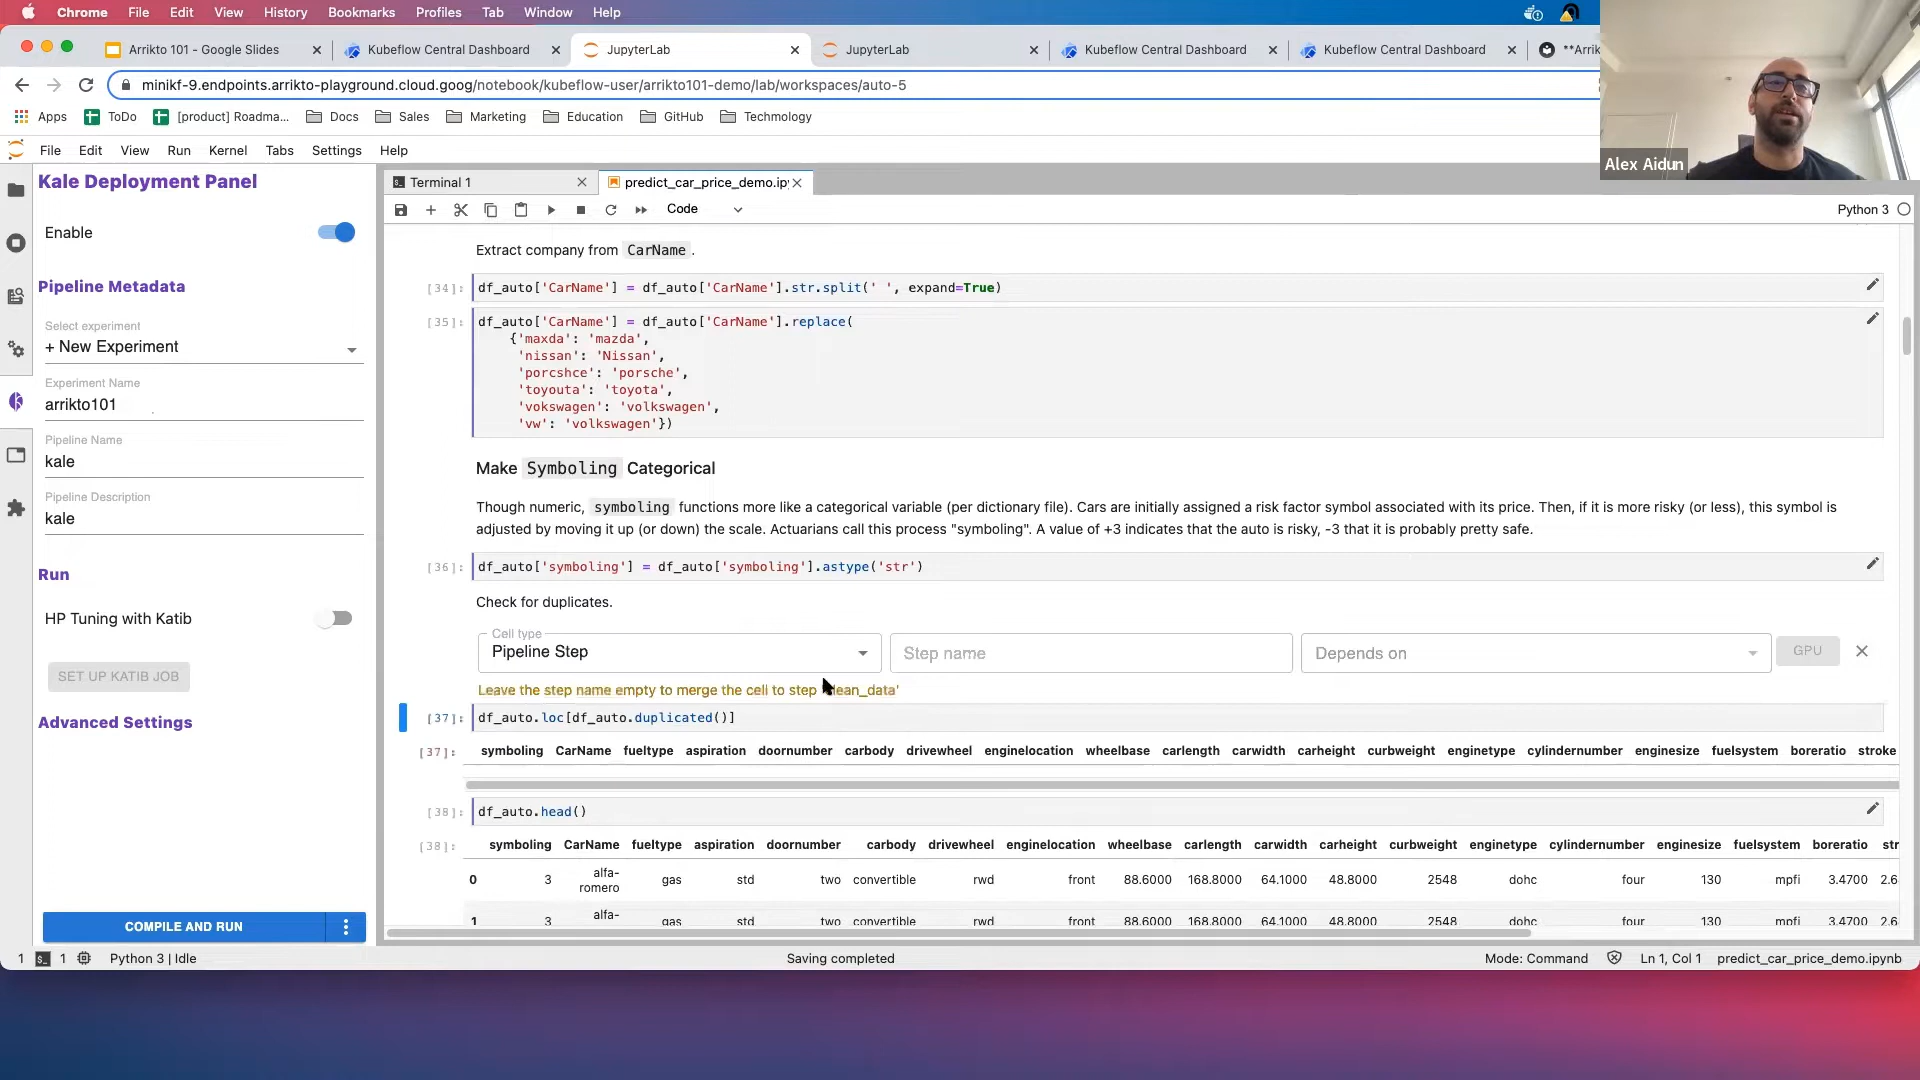 Chrome File Edit View History Bookmarks Profiles Tab Window Help
Arrikto 101 - Google Slides
Kubeflow Central Dashboard
JupyterLab
JupyterLab
Kubeflow Central Dashboard
Kubeflow Central Dashboard
**Arrik
minikf-9.endpoints.arrikto-playground.cloud.goog/notebook/kubeflow-user/arrikto101-demo/lab/workspaces/auto-5
Apps ToDo [product] Roadma... Docs Sales Marketing Education GitHub Techmology
Alex Aidun
File Edit View Run Kernel Tabs Settings Help
Kale Deployment Panel
Enable
Pipeline Metadata
Select experiment
+ New Experiment
Experiment Name
arrikto101
Pipeline Name
kale
Pipeline Description
kale
Run
HP Tuning with Katib
SET UP KATIB JOB
Advanced Settings
COMPILE AND RUN
Terminal 1
predict_car_price_demo.ip
Code
Python 3
Extract company from CarName .
[34]: df_auto['CarName'] = df_auto['CarName'].str.split(' ', expand=True)
[35]: df_auto['CarName'] = df_auto['CarName'].replace(
{'maxda': 'mazda',
'nissan': 'Nissan',
'porcshce': 'porsche',
'toyouta': 'toyota',
'vokswagen': 'volkswagen',
'vw': 'volkswagen'})
Make Symboling Categorical
Though numeric, symboling functions more like a categorical variable (per dictionary file). Cars are initially assigned a risk factor symbol associated with its price. Then, if it is more risky (or less), this symbol is
adjusted by moving it up (or down) the scale. Actuarians call this process "symboling". A value of +3 indicates that the auto is risky, -3 that it is probably pretty safe.
[36]: df_auto['symboling'] = df_auto['symboling'].astype('str')
Check for duplicates.
Cell type
Pipeline Step
Step name
Depends on
GPU
Leave the step name empty to merge the cell to step lean_data'
[37]: df_auto.loc[df_auto.duplicated()]
[37]: symboling CarName fueltype aspiration doornumber carbody drivewheel enginelocation wheelbase carlength carwidth carheight curbweight enginetype cylindernumber enginesize fuelsystem boreratio stroke
[38]: df_auto.head()
[38]: symboling CarName fueltype aspiration doornumber carbody drivewheel enginelocation wheelbase carlength carwidth carheight curbweight enginetype cylindernumber enginesize fuelsystem boreratio str
0 3 alfa-romero gas std two convertible rwd front 88.6000 168.8000 64.1000 48.8000 2548 dohc four 130 mpfi 3.4700 2.6
1 3 alfa- gas std two convertible rwd front 88.6000 168.8000 64.1000 48.8000 2548 dohc four 130 mpfi 3.4700 2.6
1 1 Python 3 | Idle
Saving completed
Mode: Command
Ln 1, Col 1
predict_car_price_demo.ipynb